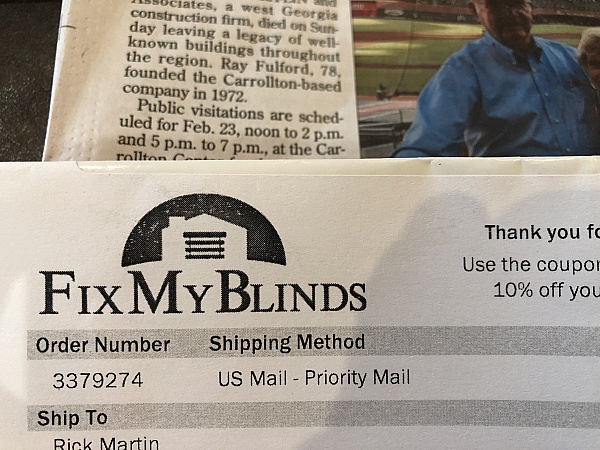 Associates, a west Georgia
construction firm, died on Sun-
day leaving a legacy of well-
known buildings throughout
the region. Ray Fulford, 78,
founded the Carrollton-based
company in 1972.
Public visitations are sched-
uled for Feb. 23, noon to 2 p.m.
and 5 p.m. to 7 p.m., at the Car-
rollton
FIXMYBLINDS
Thank you fo
Use the coupon
10% off you
Order Number Shipping Method
3379274 US Mail - Priority Mail
Ship To
Rick Martin